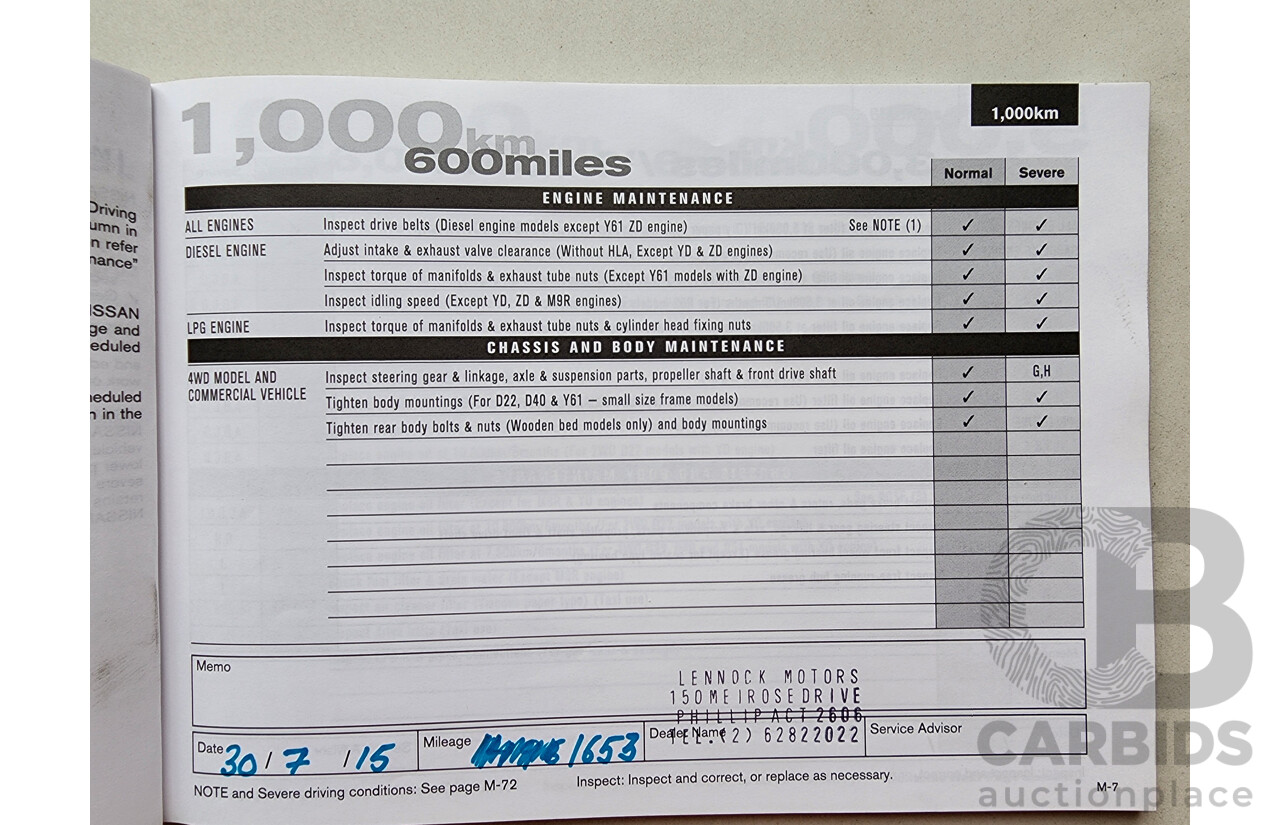 Driving
umn in
n refer
nance"
ISSAN
ge and
eduled
neduled
n in the
1,000km
600miles
1,000km
Normal Severe
ENGINE MAINTENANCE
ALL ENGINES Inspect drive belts (Diesel engine models except Y61 ZD engine) See NOTE (1) ✓ ✓
DIESEL ENGINE Adjust intake & exhaust valve clearance (Without HLA, Except YD & ZD engines) ✓ ✓
Inspect torque of manifolds & exhaust tube nuts (Except Y61 models with ZD engine) ✓ ✓
Inspect idling speed (Except YD, ZD & M9R engines) ✓ ✓
LPG ENGINE Inspect torque of manifolds & exhaust tube nuts & cylinder head fixing nuts ✓ ✓
CHASSIS AND BODY MAINTENANCE
4WD MODEL AND Inspect steering gear & linkage, axle & suspension parts, propeller shaft & front drive shaft ✓ G,H
COMMERCIAL VEHICLE Tighten body mountings (For D22, D40 & Y61 – small size frame models) ✓ ✓
Tighten rear body bolts & nuts (Wooden bed models only) and body mountings ✓ ✓
Memo
LENNOCK MOTORS
150 MEIROSE DRIVE
PHILLIP ACT 2606
TEL.(2) 62822022
Date 30/7/15 Mileage 1653 Dealer Name Service Advisor
NOTE and Severe driving conditions: See page M-72 Inspect: Inspect and correct, or replace as necessary. M-7
CB
CARBIDS
auctionplace